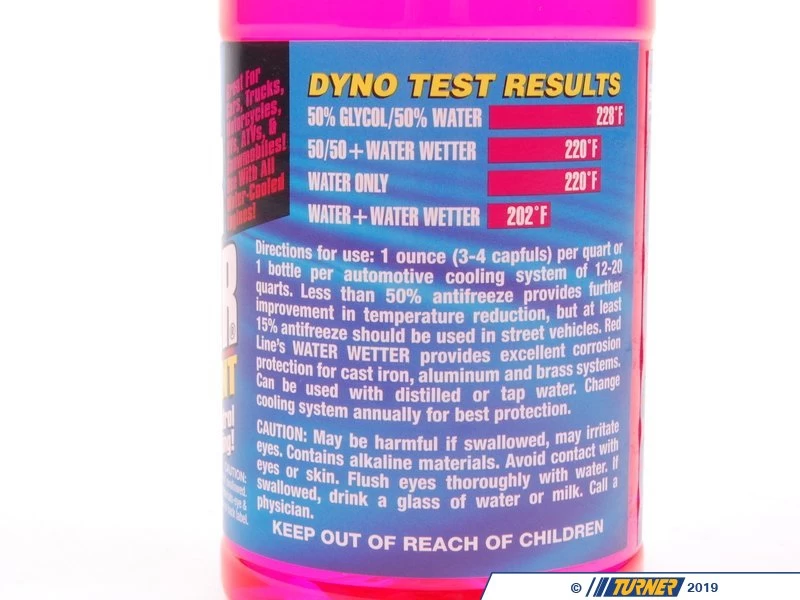 DYNO TEST RESULTS
50% GLYCOL/50% WATER 228°F
50/50 + WATER WETTER 220°F
WATER ONLY 220°F
WATER + WATER WETTER 202°F
For
Trucks,
ATVs, &
With All
Directions for use: 1 ounce (3-4 capfuls) per quart or
1 bottle per automotive cooling system of 12-20
quarts. Less than 50% antifreeze provides further
improvement in temperature reduction, but at least
15% antifreeze should be used in street vehicles. Red
Line's WATER WETTER provides excellent corrosion
protection for cast iron, aluminum and brass systems.
Can be used with distilled or tap water. Change
cooling system annually for best protection.
R®
CAUTION: May be harmful if swallowed, may irritate
eyes. Contains alkaline materials. Avoid contact with
eyes or skin. Flush eyes thoroughly with water. If
swallowed, drink a glass of water or milk. Call a
physician.
KEEP OUT OF REACH OF CHILDREN
CAUTION:
label.
© TURNER 2019